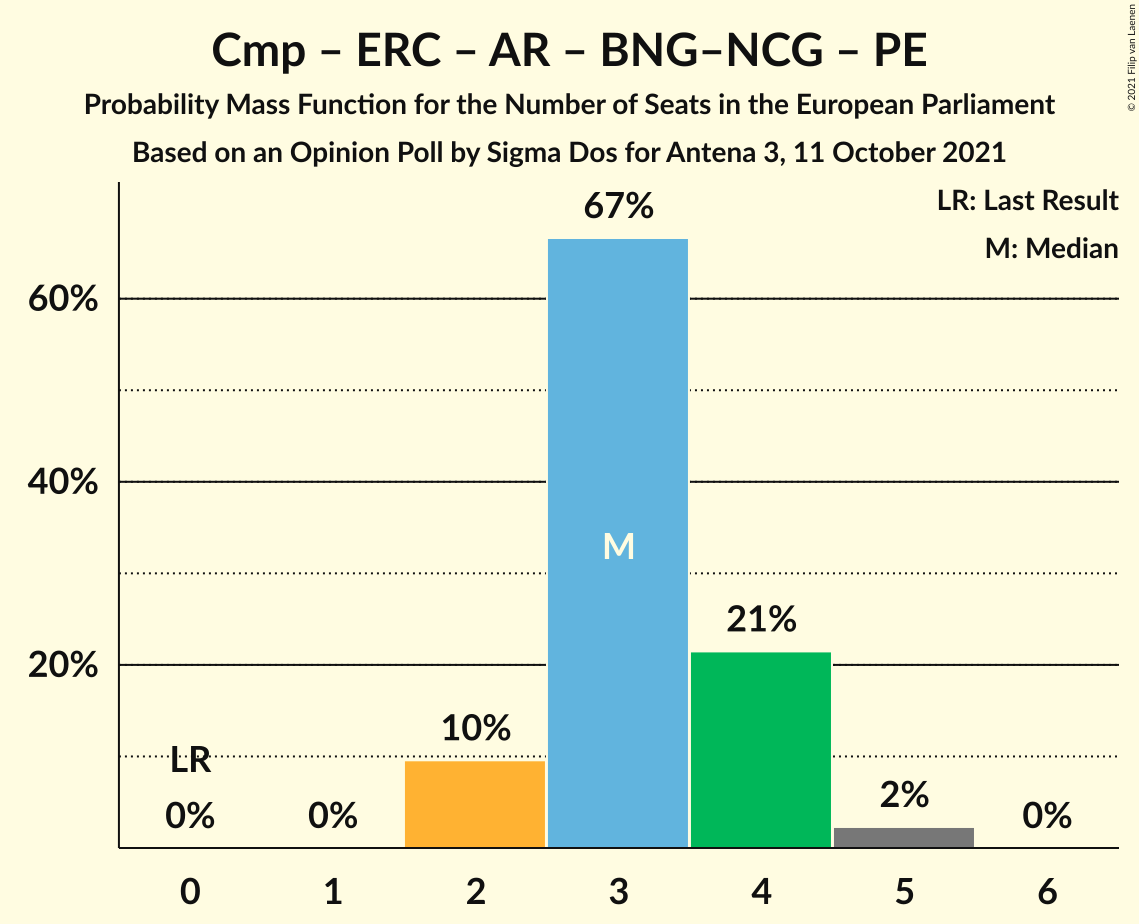 Cmp – ERC – AR – BNG–NCG – PE
Probability Mass Function for the Number of Seats in the European Parliament
Based on an Opinion Poll by Sigma Dos for Antena 3, 11 October 2021
© 2021 Filip van Laenen
LR: Last Result
M: Median
67%
60%
40%
M
21%
20%
10%
LR
2%
0%
0%
0%
0 1 2 3 4 5 6